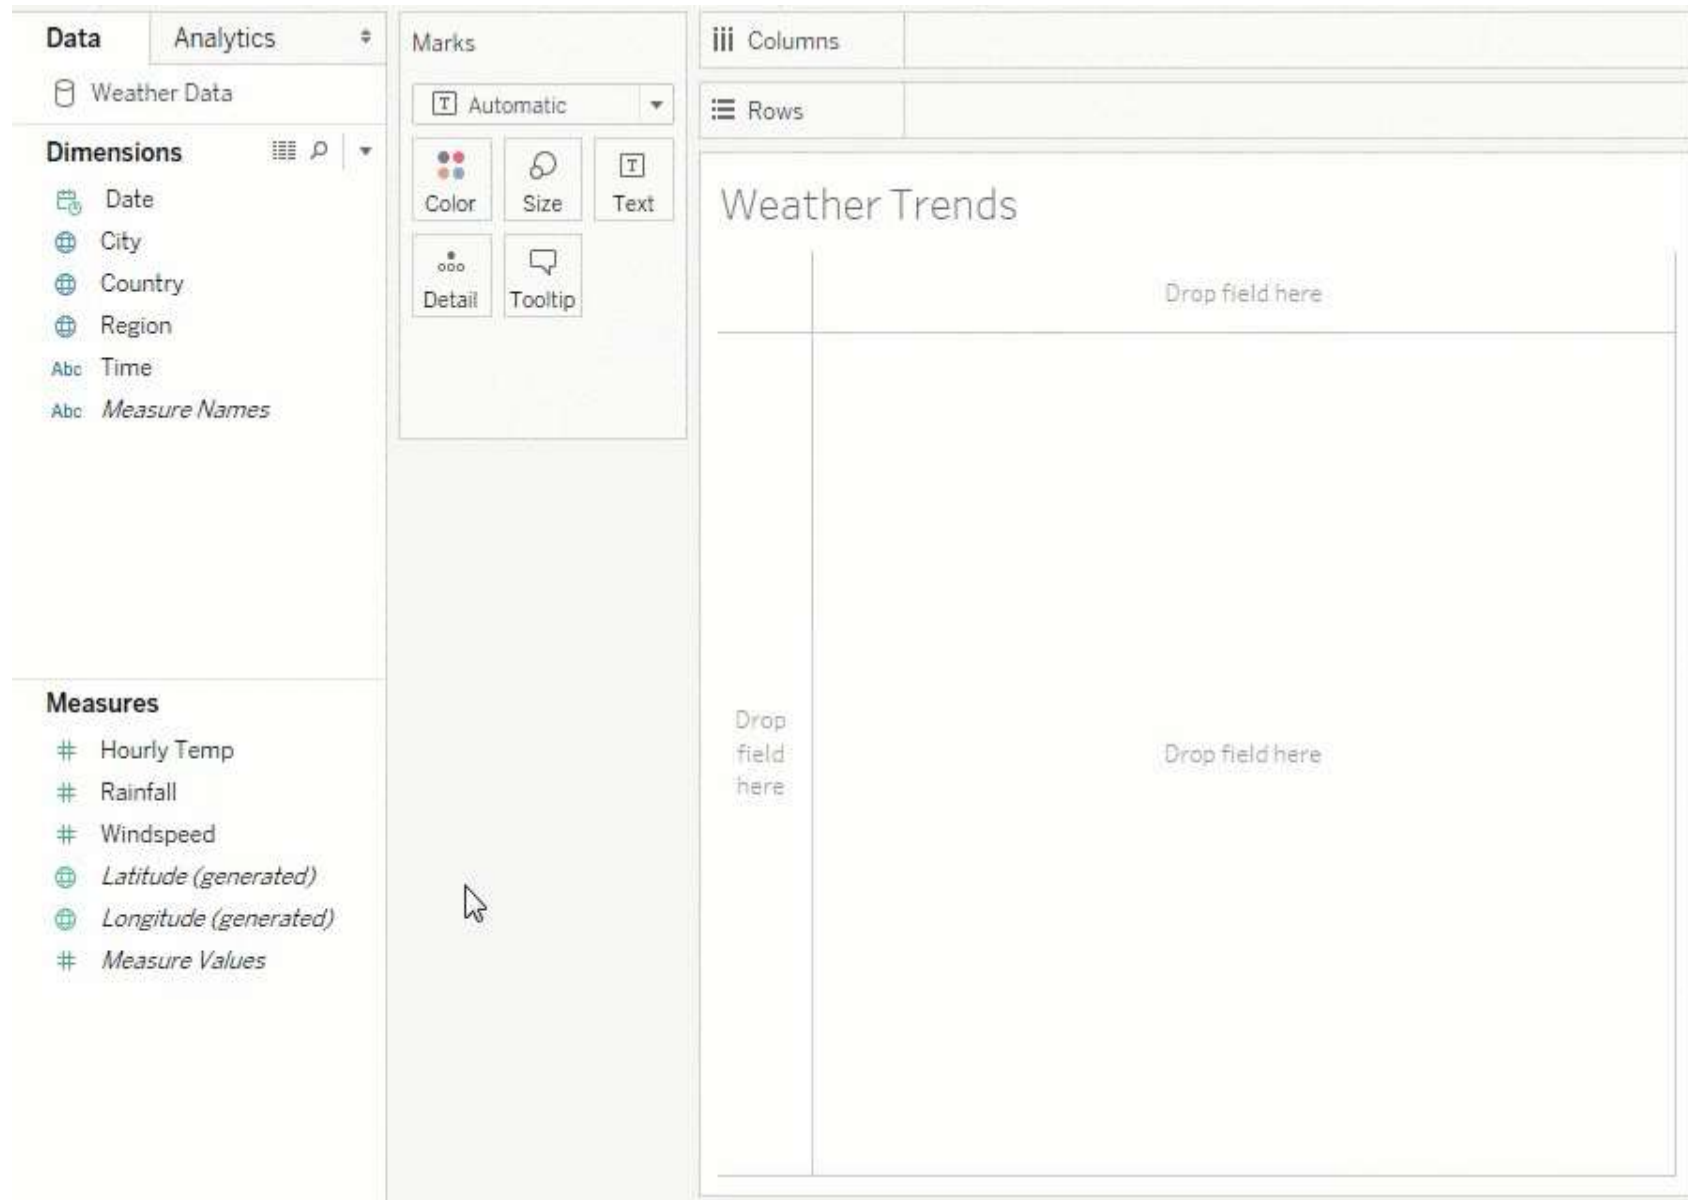 Data
Analytics
Weather Data
Dimensions
Date
City
Country
Region
Abc Time
Abc Measure Names
Measures
Hourly Temp
Rainfall
Windspeed
Latitude (generated)
Longitude (generated)
Measure Values
Marks
T Automatic
Color
Size
T
Text
Detail
Tooltip
Columns
Rows
Weather Trends
Drop field here
Drop
field
here
Drop field here